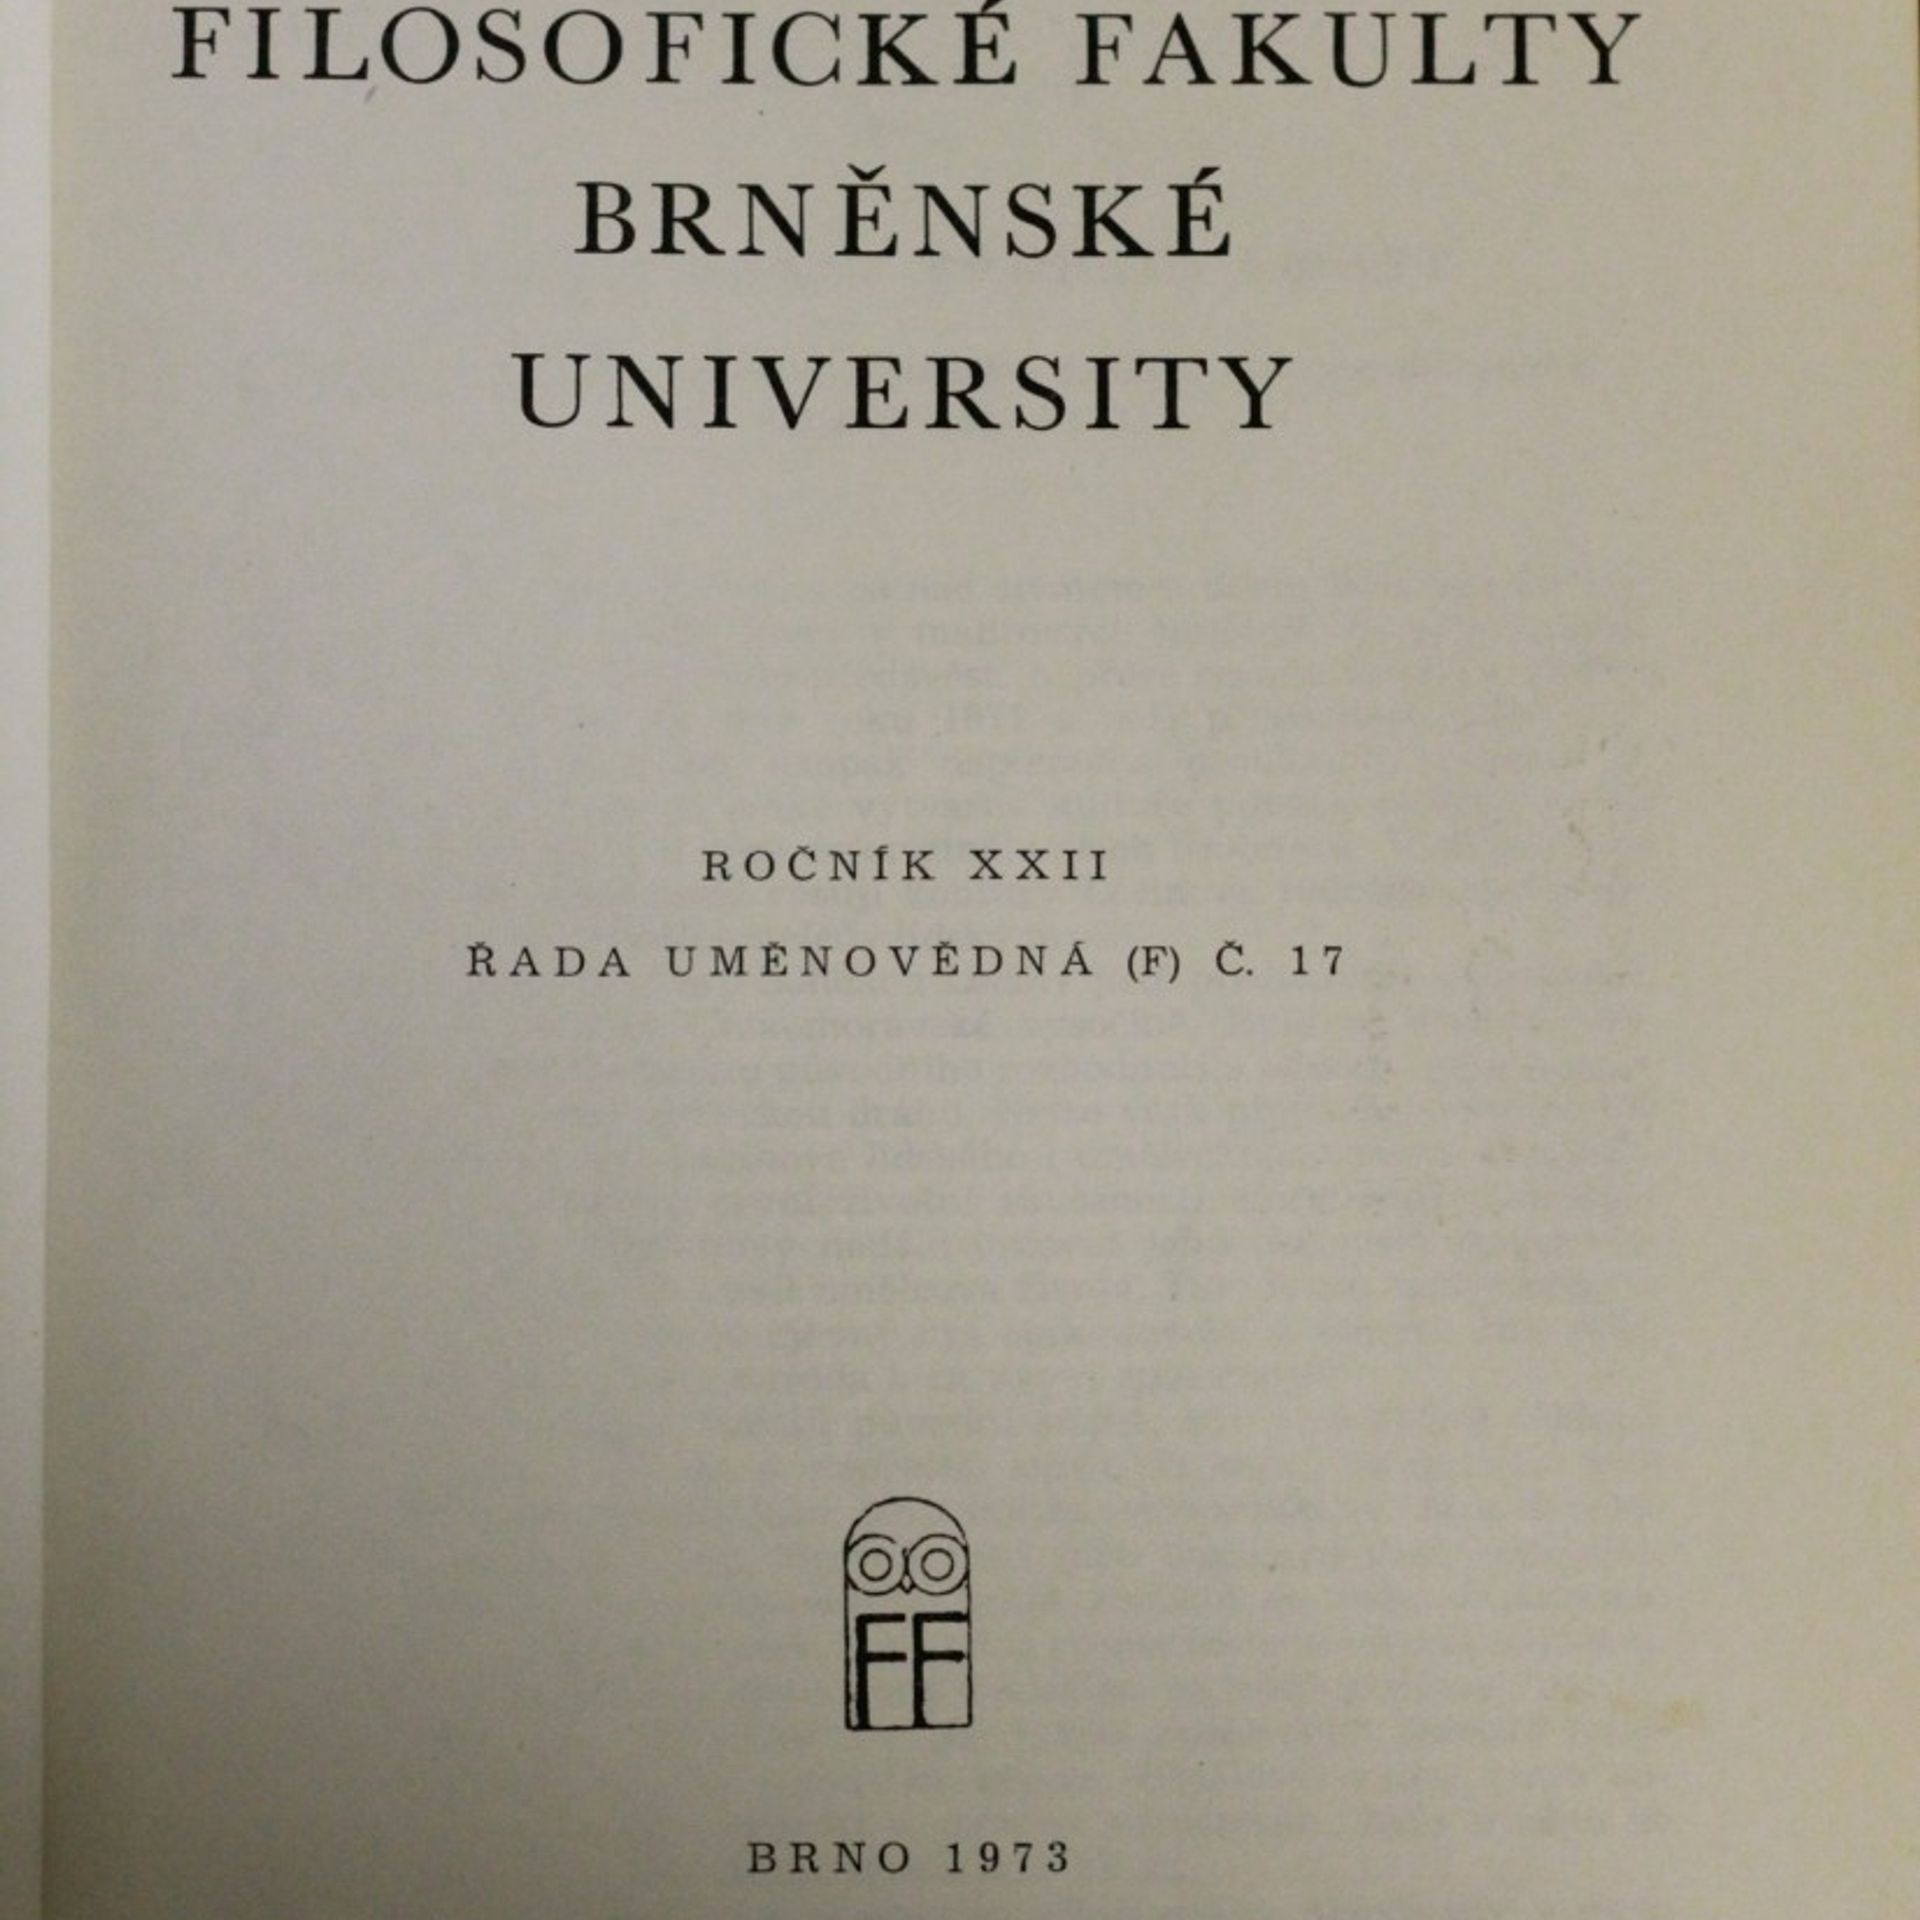 FILOSOFICKÉ FAKULTY
BRNĚNSKÉ
UNIVERSITY
ROČNÍK XXII
ŘADA UMĚNOVĚDNÁ (F) Č. 17
FF
BRNO 1973